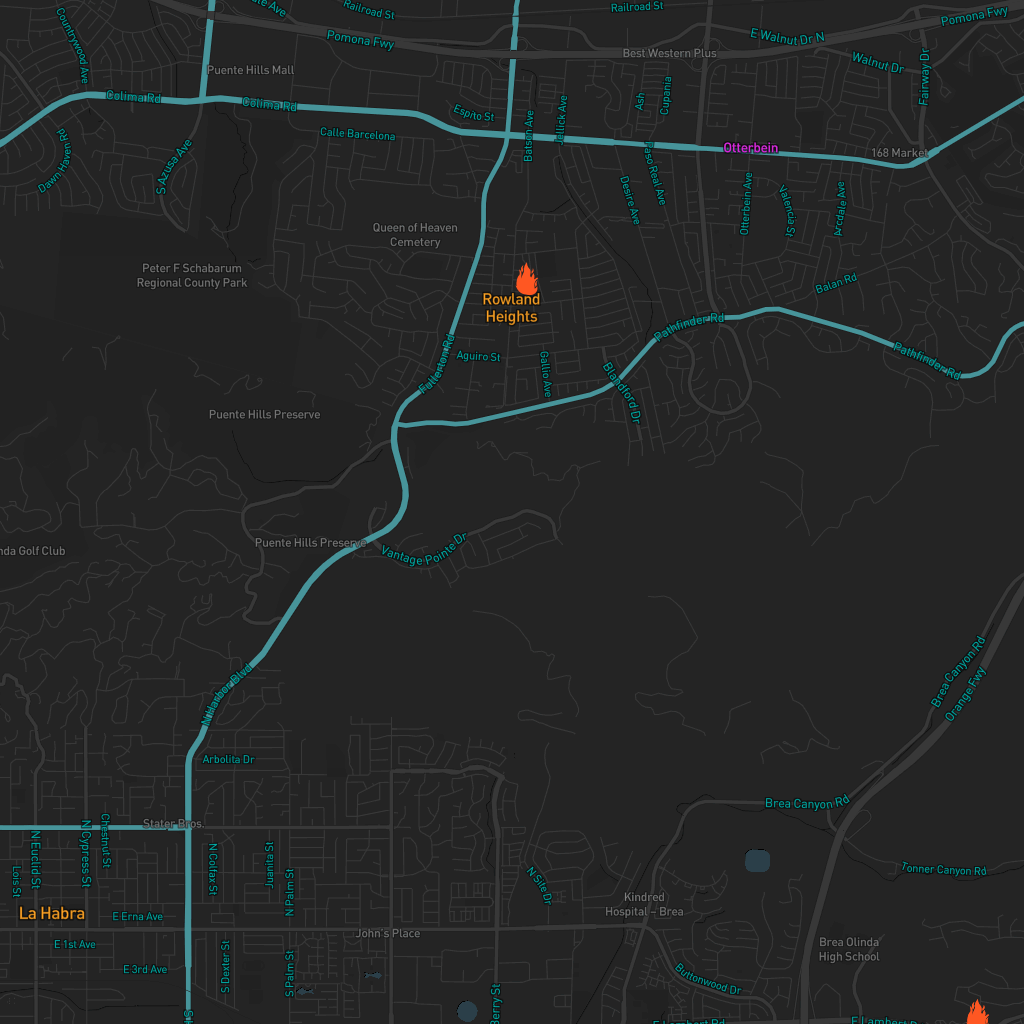 Railroad St
Railroad St
Pomona Fwy
Countrywood Ave
Pomona Fwy
E Walnut Dr N
Best Western Plus
Walnut Dr
Fairway Dr
Puente Hills Mall
Colima Rd
Colima Rd
Ash
Cupania
Espito St
Jellick Ave
Batson Ave
Calle Barcelona
Otterbein
168 Market
Dawn Haven Rd
S Azusa Ave
Peso Real Ave
Desire Ave
Otterbein Ave
Valencia St
Arcdale Ave
Queen of Heaven
Cemetery
Peter F Schabarum
Regional County Park
Balan Rd
Rowland
Heights
Pathfinder Rd
Pathfinder Rd
Fullerton Rd
Aguiro St
Gallio Ave
Blandford Dr
Puente Hills Preserve
Puente Hills Preserve
nda Golf Club
Vantage Pointe Dr
Brea Canyon Rd
Orange Fwy
N Harbor Blvd
Arbolita Dr
Brea Canyon Rd
Stater Bros.
N Euclid St
N Cypress St
Chestnut St
N Colfax St
Juanita St
N Palm St
Lois St
N Site Dr
Tonner Canyon Rd
La Habra
E Erna Ave
Kindred
Hospital – Brea
John's Place
E 1st Ave
Brea Olinda
High School
E 3rd Ave
S Dexter St
S Palm St
Buttonwood Dr
Berry St
E Lambert Rd
E Lambert